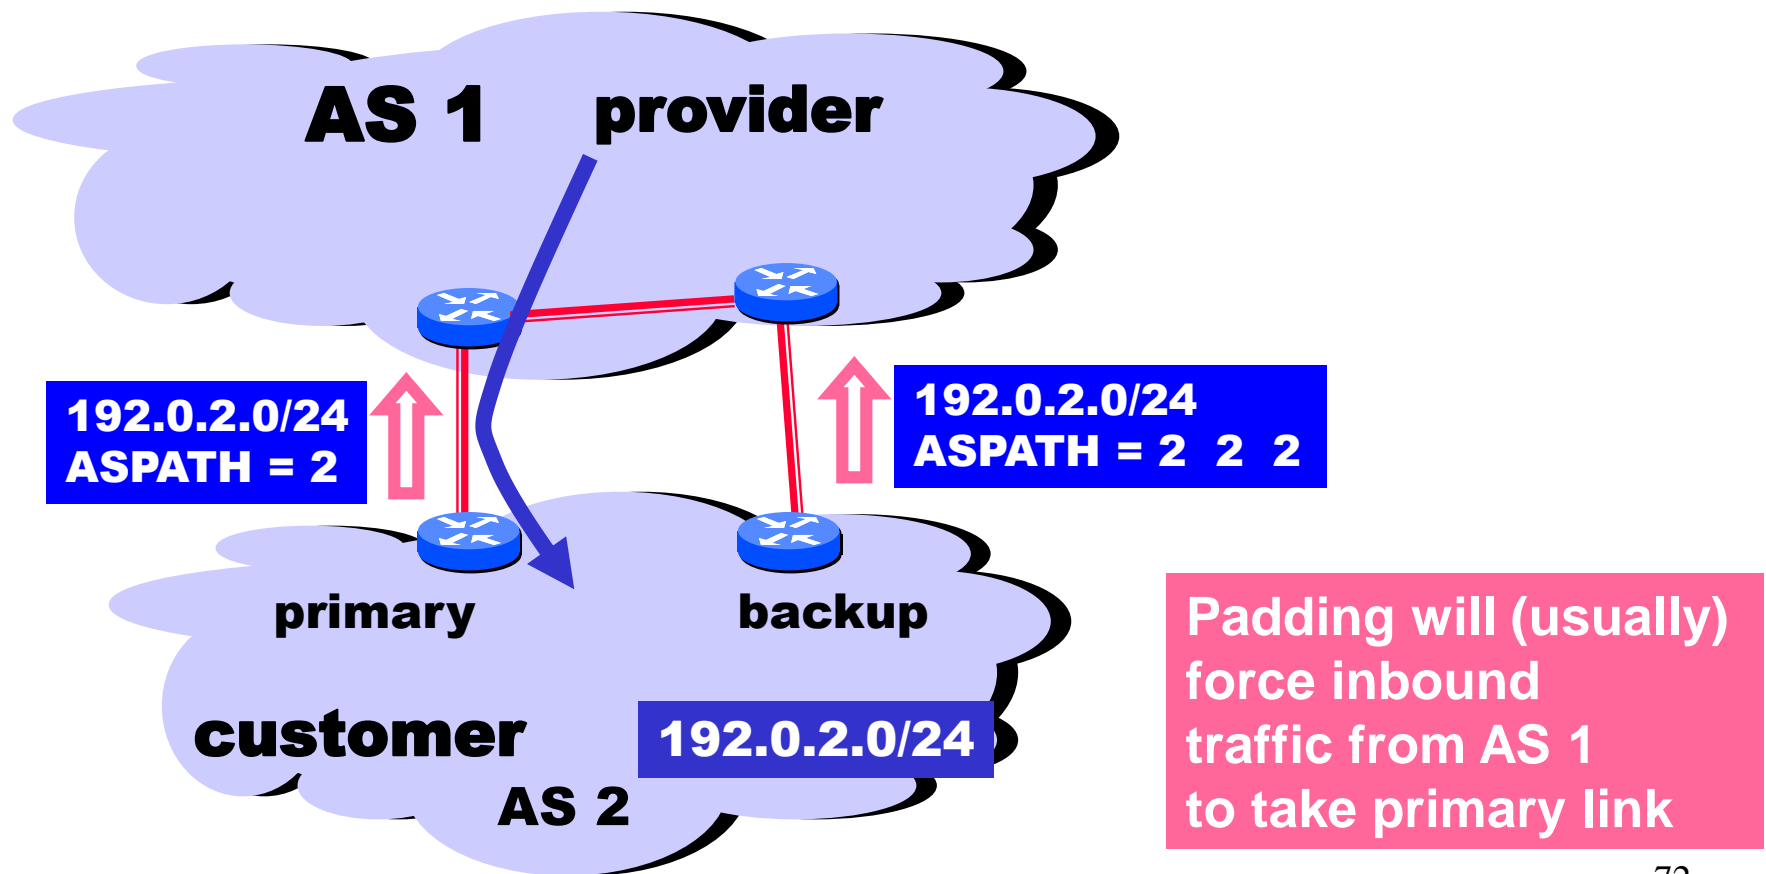 AS 1 provider
192.0.2.0/24
ASPATH = 2
192.0.2.0/24
ASPATH = 2 2 2
primary
backup
customer
192.0.2.0/24
AS 2
Padding will (usually)
force inbound
traffic from AS 1
to take primary link